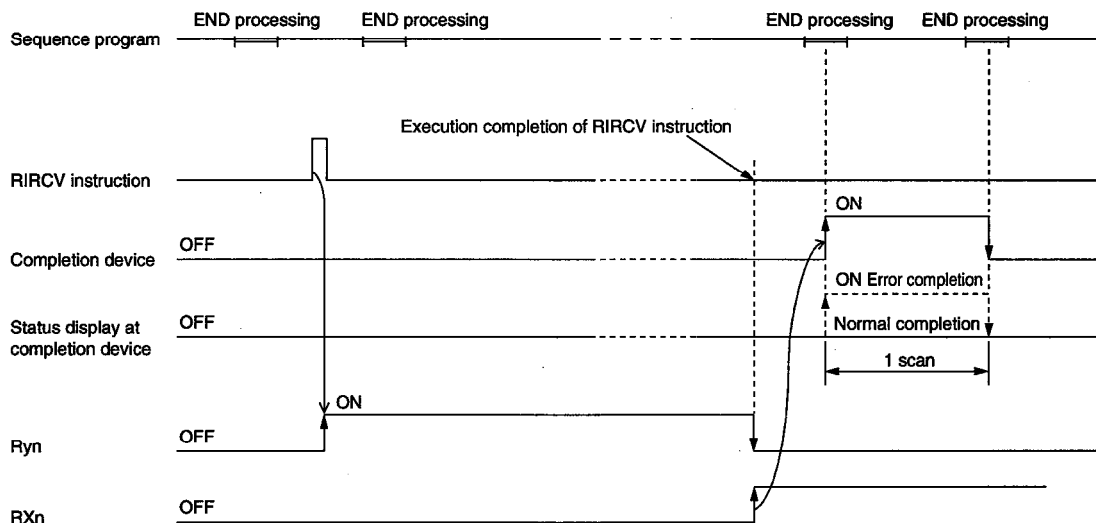 END processing
END processing
END processing
END processing
Sequence program
Execution completion of RIRCV instruction
RIRCV instruction
ON
OFF
Completion device
ON Error completion
OFF
Normal completion
Status display at
completion device
1 scan
ON
OFF
Ryn
OFF
RXn